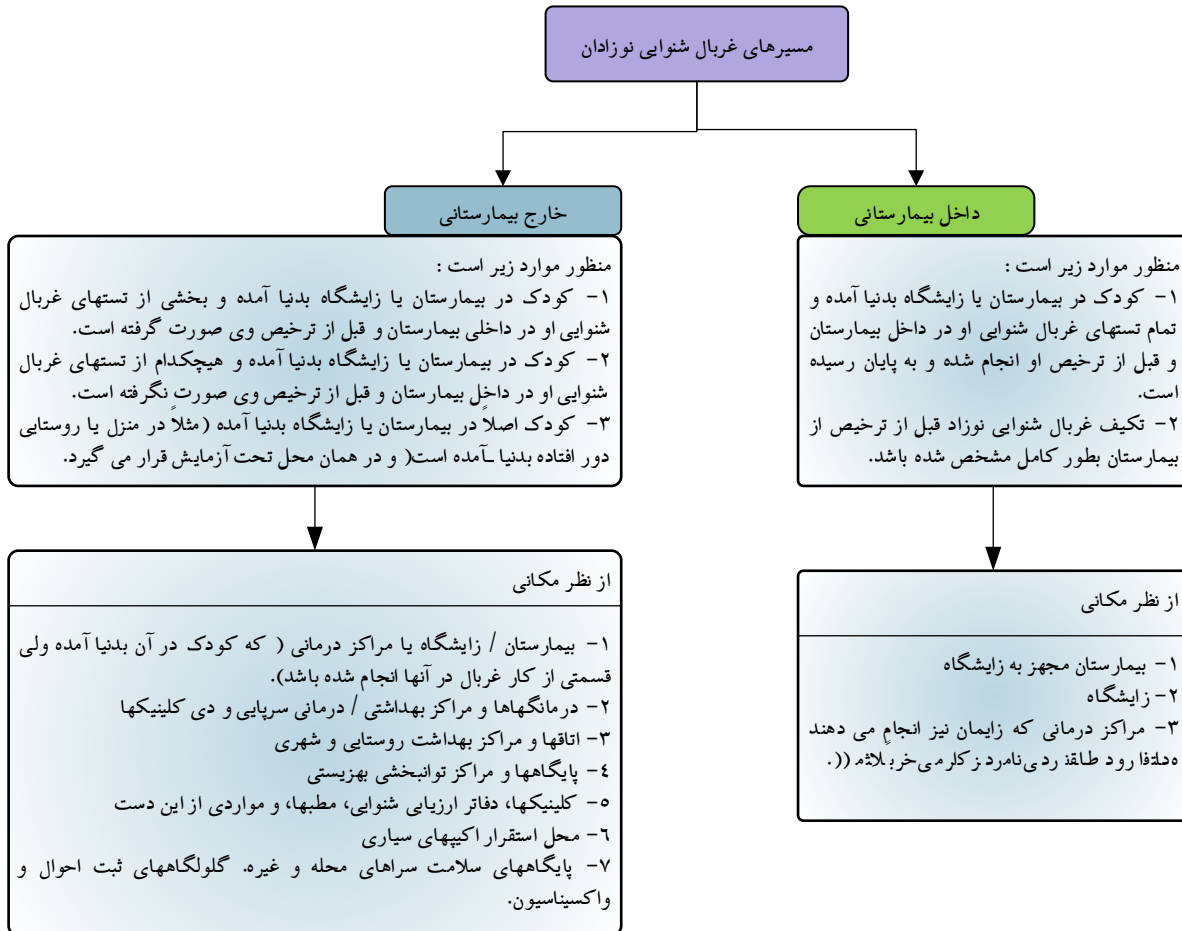 مسیرهای غربال شنوایی نوزادان
داخل بیمارستانی
منظور موارد زیر است :
۱- کودک در بیمارستان یا زایشگاه بدنیا آمده و
تمام تستهای غربال شنوایی او در داخل بیمارستان
و قبل از ترخیص او انجام شده و به پایان رسیده
است.
۲- تکیف غربال شنوایی نوزاد قبل از ترخیص از
بیمارستان بطور کامل مشخص شده باشد.
از نظر مکانی
۱- بیمارستان مجهز به زایشگاه
۲- زایشگاه
۳- مراکز درمانی که زایمان نیز انجام می دهند
خارج بیمارستانی
منظور موارد زیر است :
۱- کودک در بیمارستان یا زایشگاه بدنیا آمده و بخشی از تستهای غربال
شنوایی او در داخلی بیمارستان و قبل از ترخیص وی صورت گرفته است.
۲- کودک در بیمارستان یا زایشگاه بدنیا آمده و هیچکدام از تستهای غربال
شنوایی او در داخل بیمارستان و قبل از ترخیص وی صورت نگرفته است.
۳- کودک اصلاً در بیمارستان یا زایشگاه بدنیا آمده (مثلاً در منزل یا روستایی
دور افتاده بدنیا آمده است( و در همان محل تحت آزمایش قرار می گیرد.
از نظر مکانی
۱- بیمارستان / زایشگاه یا مراکز درمانی ( که کودک در آن بدنیا آمده ولی
قسمتی از کار غربال در آنها انجام شده باشد).
۲- درمانگهاها و مراکز بهداشتی / درمانی سرپایی و دی کلینیکها
۳- اتاقها و مراکز بهداشت روستایی و شهری
٤- پایگاهها و مراکز توانبخشی بهزیستی
٥- کلینیکها، دفاتر ارزیابی شنوایی، مطبها، و مواردی از این دست
٦- محل استقرار اکیپهای سیاری
۷- پایگاههای سلامت سراهای محله و غیره. گلولگاههای ثبت احوال و
واکسیناسیون.